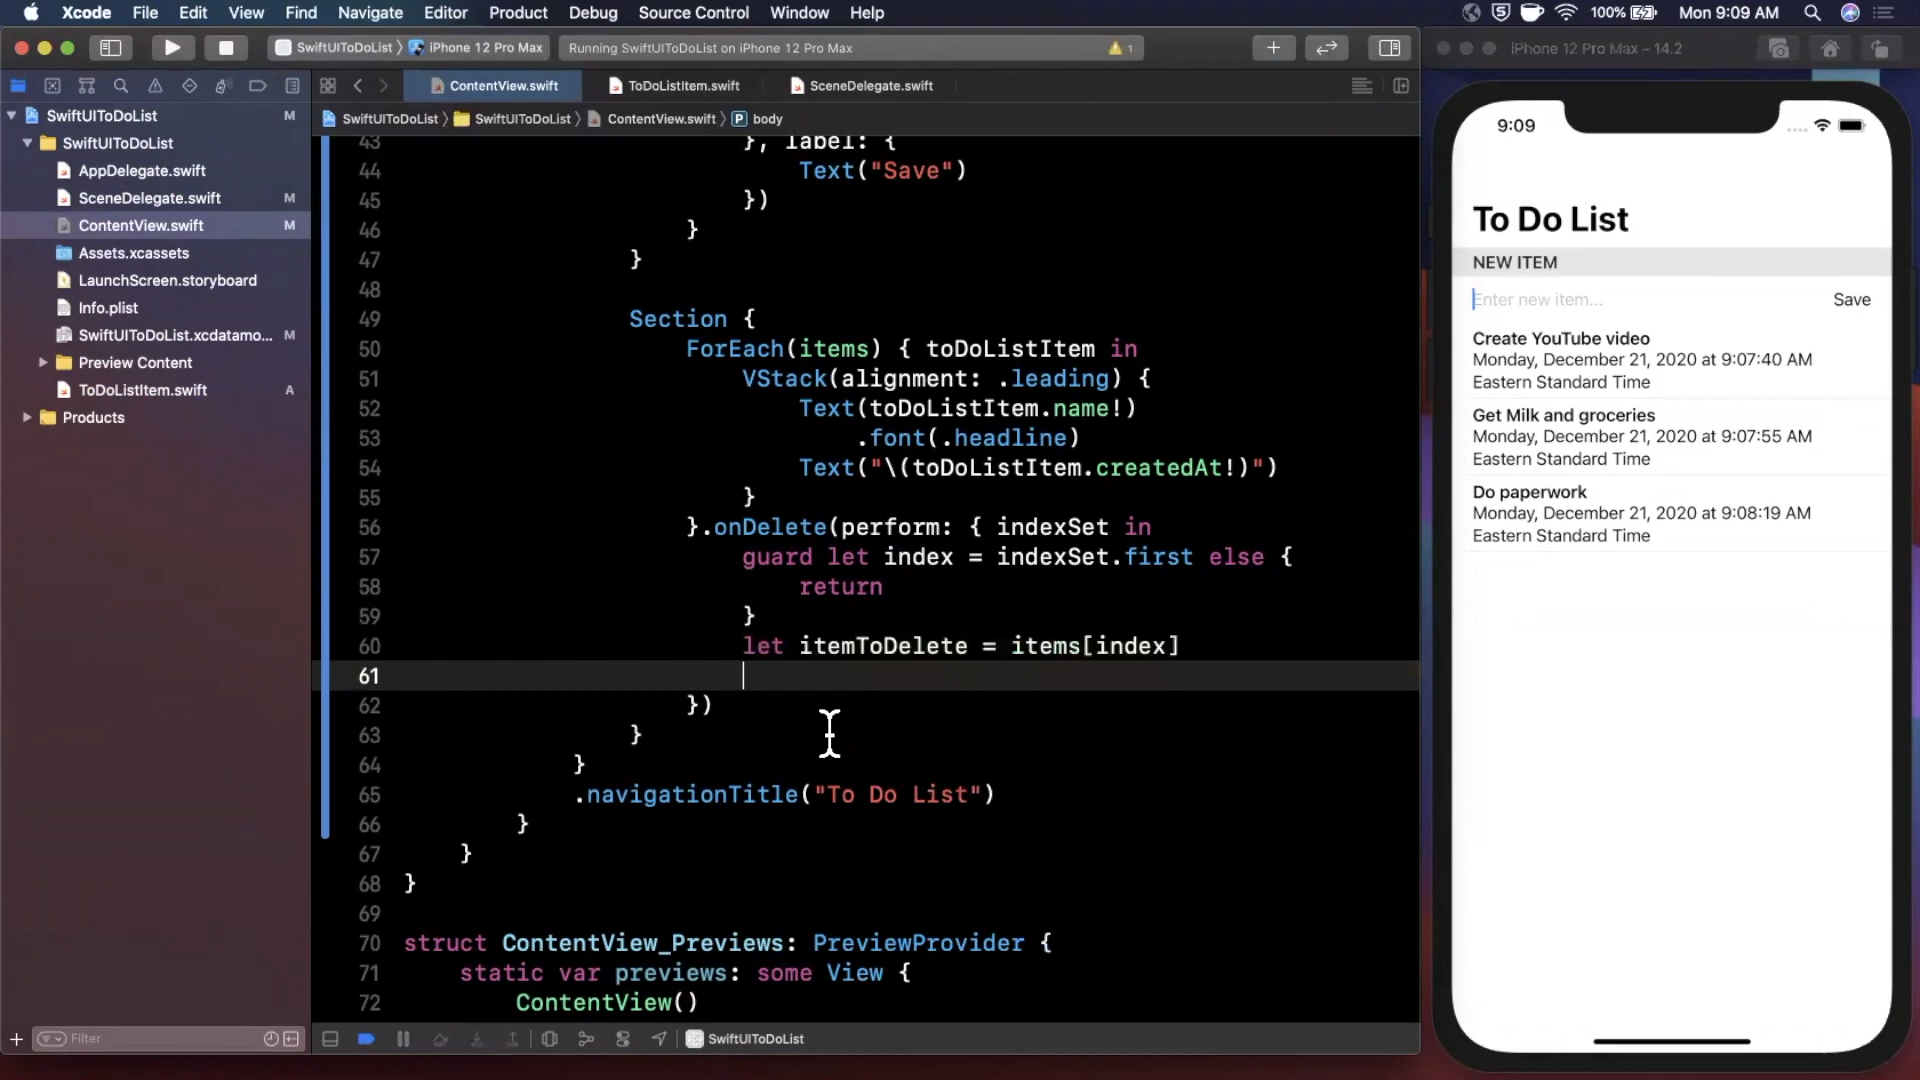 Xcode File Edit View Find Navigate Editor Product Debug Source Control Window Help 100% Mon 9:09 AM
SwiftUIToDoList iPhone 12 Pro Max Running SwiftUIToDoList on iPhone 12 Pro Max 1 iPhone 12 Pro Max – 14.2
ContentView.swift ToDoListItem.swift SceneDelegate.swift
SwiftUIToDoList SwiftUIToDoList ContentView.swift P body
SwiftUIToDoList M
SwiftUIToDoList
AppDelegate.swift
SceneDelegate.swift M
ContentView.swift M
Assets.xcassets
LaunchScreen.storyboard
Info.plist
SwiftUIToDoList.xcdatamo... M
Preview Content
ToDoListItem.swift A
Products
Filter
43 }, label: {
44 Text("Save")
45 })
46 }
47 }
48
49 Section {
50 ForEach(items) { toDoListItem in
51 VStack(alignment: .leading) {
52 Text(toDoListItem.name!)
53 .font(.headline)
54 Text("\(toDoListItem.createdAt!)")
55 }
56 }.onDelete(perform: { indexSet in
57 guard let index = indexSet.first else {
58 return
59 }
60 let itemToDelete = items[index]
61
62 })
63 }
64 }
65 .navigationTitle("To Do List")
66 }
67 }
68 }
69
70 struct ContentView_Previews: PreviewProvider {
71 static var previews: some View {
72 ContentView()
SwiftUIToDoList
9:09
To Do List
NEW ITEM
Enter new item... Save
Create YouTube video
Monday, December 21, 2020 at 9:07:40 AM
Eastern Standard Time
Get Milk and groceries
Monday, December 21, 2020 at 9:07:55 AM
Eastern Standard Time
Do paperwork
Monday, December 21, 2020 at 9:08:19 AM
Eastern Standard Time